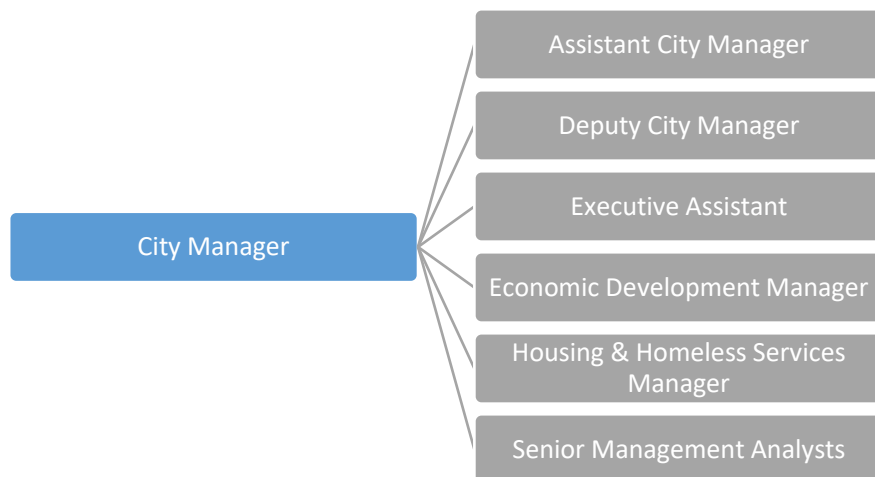 Assistant City Manager
Deputy City Manager
Executive Assistant
City Manager
Economic Development Manager
Housing & Homeless Services
Manager
Senior Management Analysts